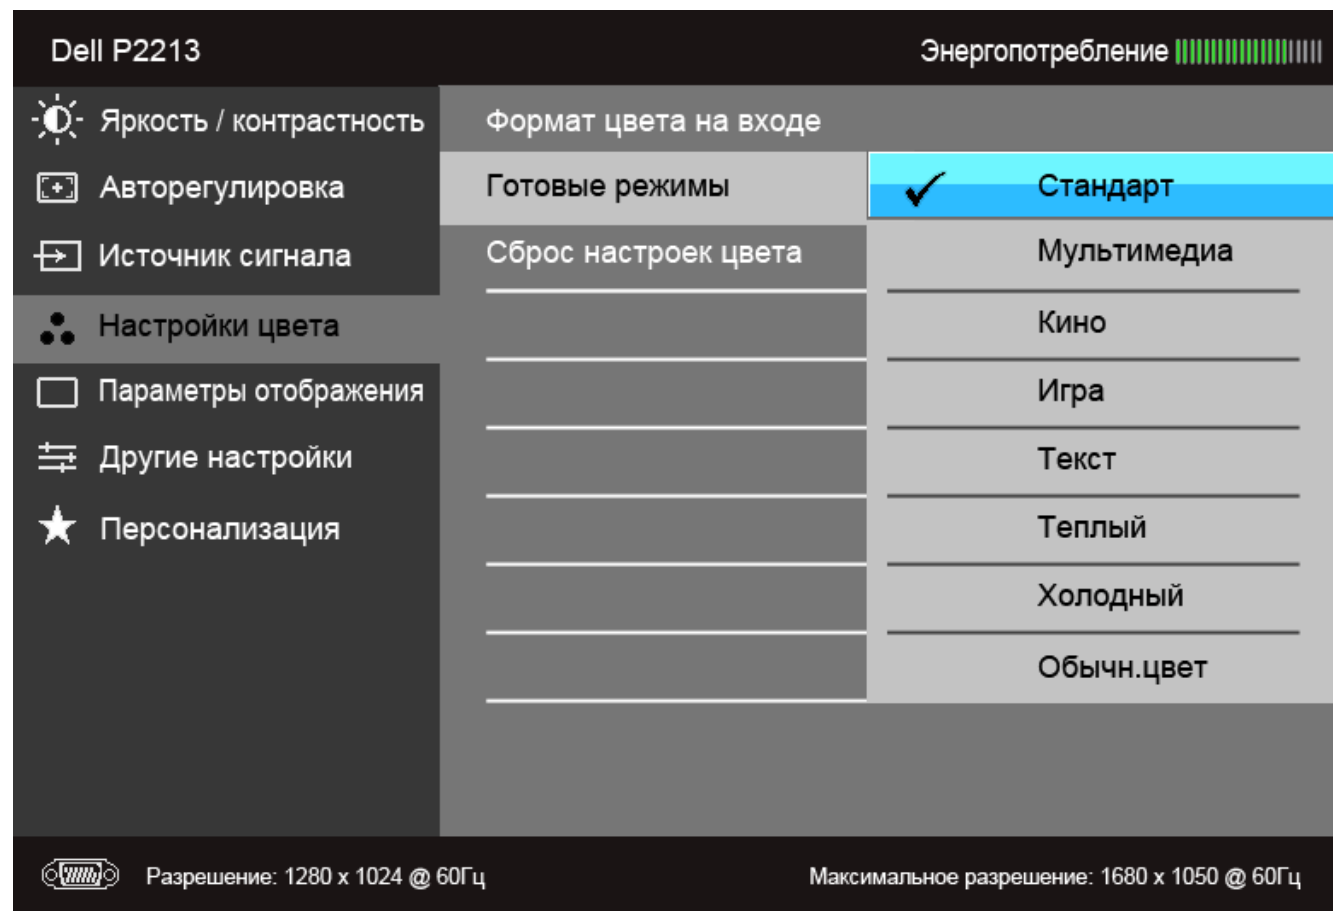 Dell P2213
Энергопотребление
Яркость / контрастность
Формат цвета на входе
Авторегулировка
Готовые режимы
Стандарт
Источник сигнала
Сброс настроек цвета
Мультимедиа
Настройки цвета
Кино
Параметры отображения
Игра
Другие настройки
Текст
Персонализация
Теплый
Холодный
Обычн.цвет
Разрешение: 1280 x 1024 @ 60Гц
Максимальное разрешение: 1680 x 1050 @ 60Гц